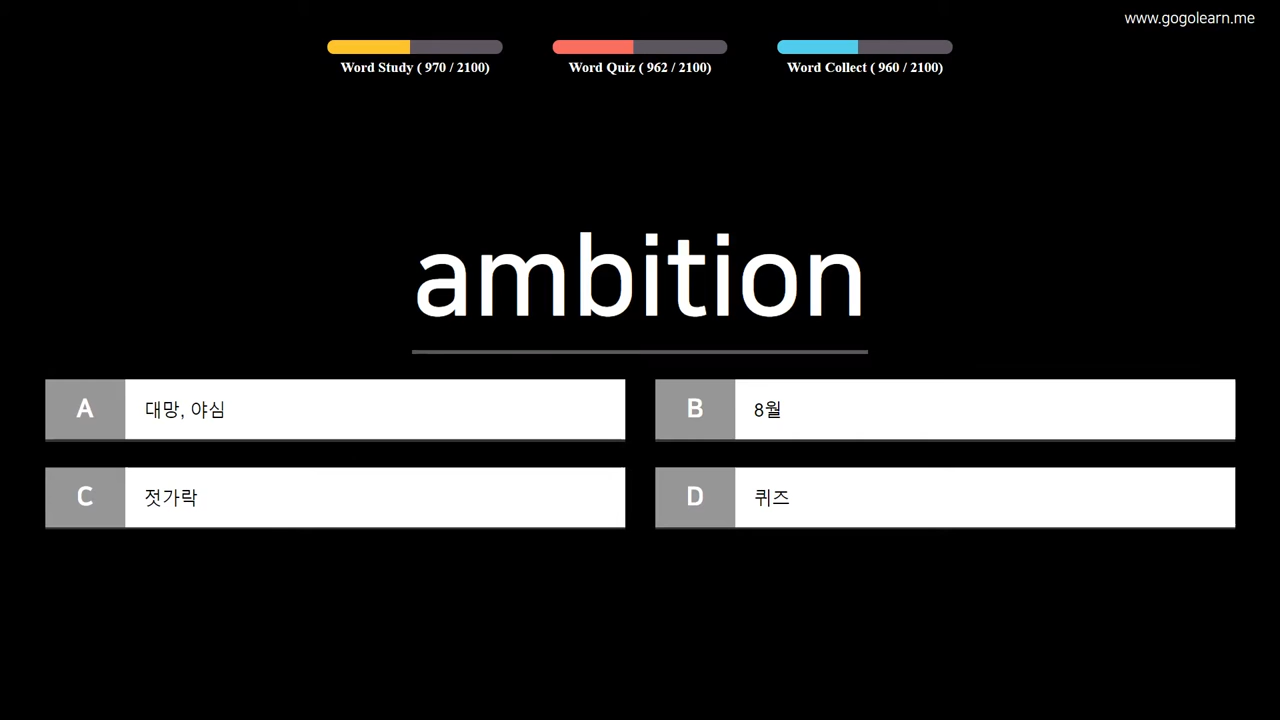 www.gogolearn.me
Word Study ( 970 / 2100)
Word Quiz ( 962 / 2100)
Word Collect ( 960 / 2100)
ambition
A 대망, 야심
B 8월
C 젓가락
D 퀴즈